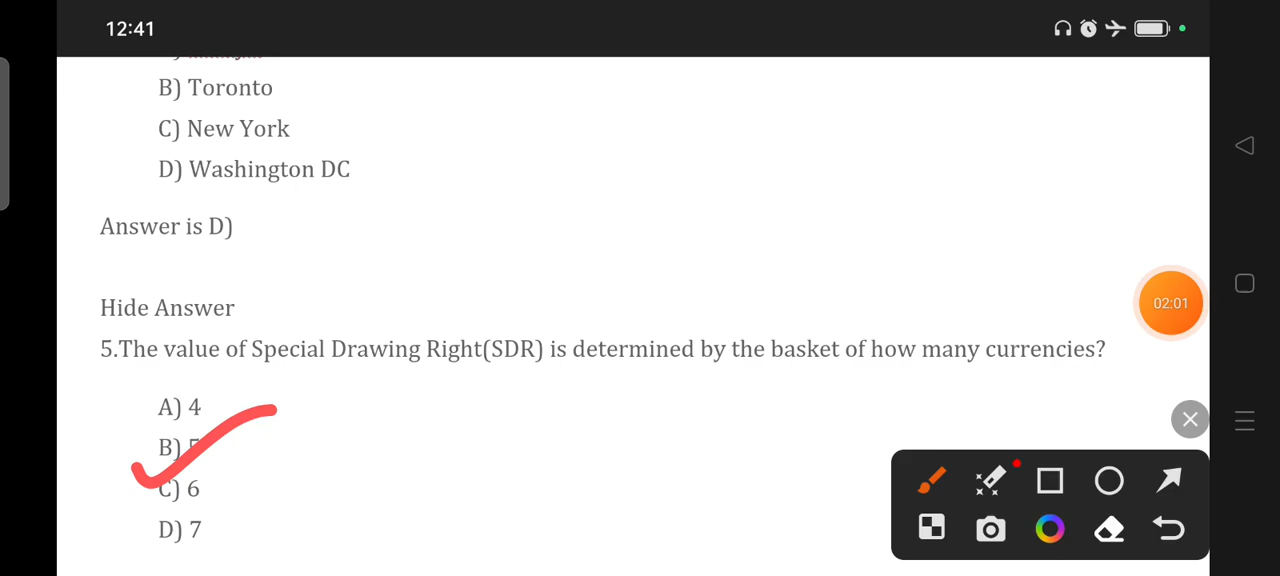 12:41
B) Toronto
C) New York
D) Washington DC
Answer is D)
Hide Answer
02:01
5.The value of Special Drawing Right(SDR) is determined by the basket of how many currencies?
A) 4
B) 5
C) 6
D) 7